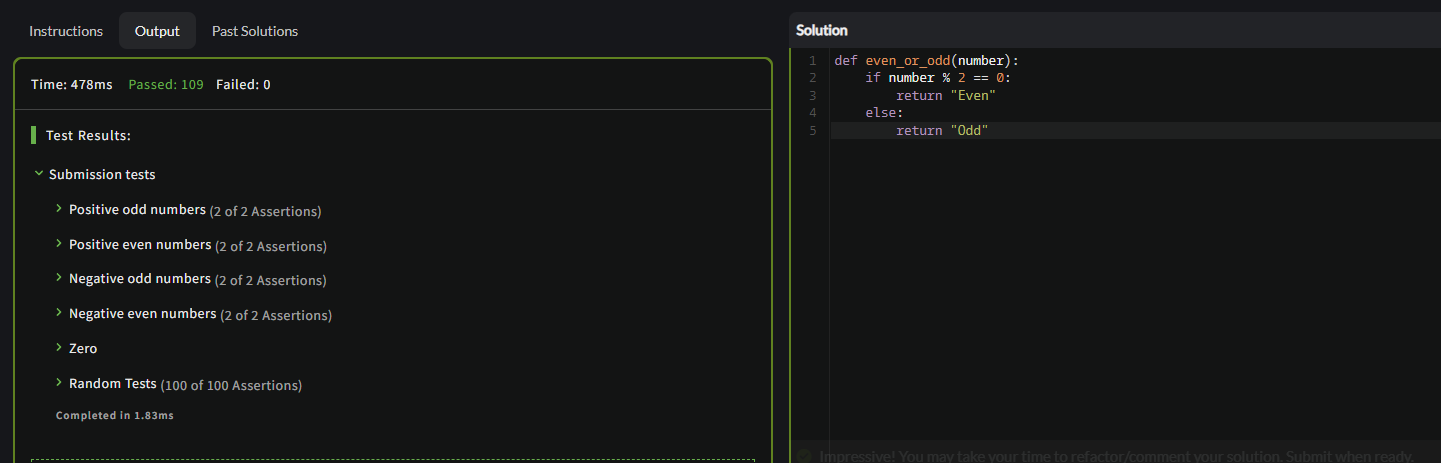 Instructions Output Past Solutions
Time: 478ms Passed: 109 Failed: 0
Test Results:
Submission tests
Positive odd numbers (2 of 2 Assertions)
Positive even numbers (2 of 2 Assertions)
Negative odd numbers (2 of 2 Assertions)
Negative even numbers (2 of 2 Assertions)
Zero
Random Tests (100 of 100 Assertions)
Completed in 1.83ms
Solution
1 def even_or_odd(number):
2     if number % 2 == 0:
3         return "Even"
4     else:
5         return "Odd"
Impressive! You may take your time to refactor/comment your solution. Submit when ready.